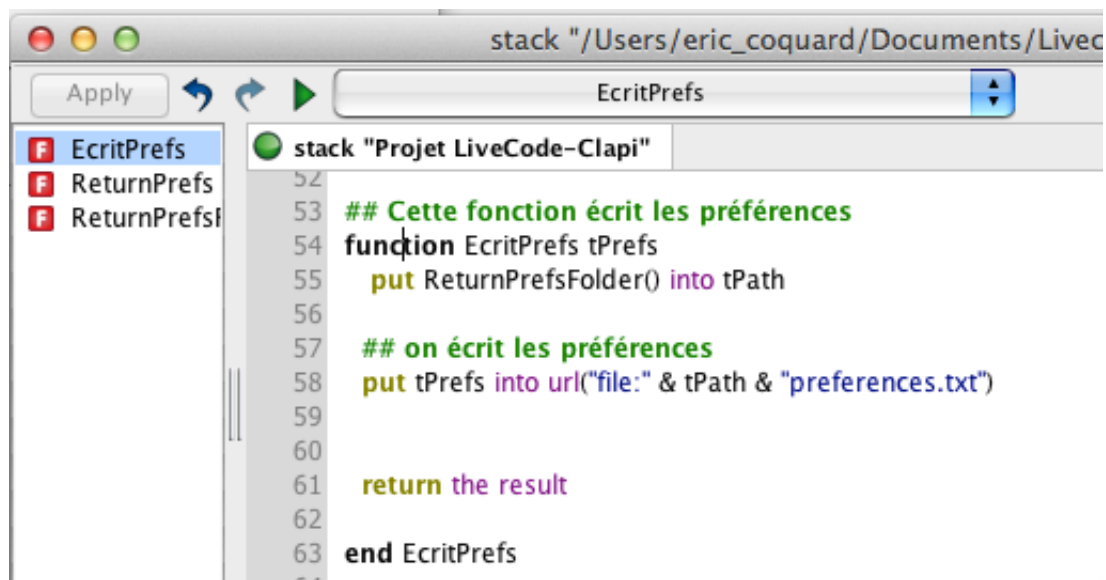 stack "/Users/eric_coquard/Documents/Livec
Apply
EcritPrefs
EcritPrefs
ReturnPrefs
ReturnPrefsF
stack "Projet LiveCode-Clapi"
52
53 ## Cette fonction écrit les préférences
54 function EcritPrefs tPrefs
55 put ReturnPrefsFolder() into tPath
56
57 ## on écrit les préférences
58 put tPrefs into url("file:" & tPath & "preferences.txt")
59
60
61 return the result
62
63 end EcritPrefs